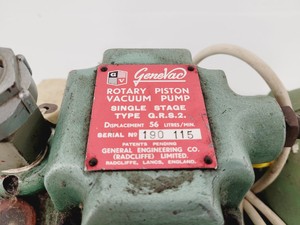 G V GeneVac
ROTARY PISTON
VACUUM PUMP
SINGLE STAGE
TYPE G.R.S.2.
DISPLACEMENT 56 LITRES/MIN.
SERIAL No 190 115
PATENTS PENDING
GENERAL ENGINEERING CO.
(RADCLIFFE) LIMITED.
RADCLIFFE, LANCS, ENGLAND.